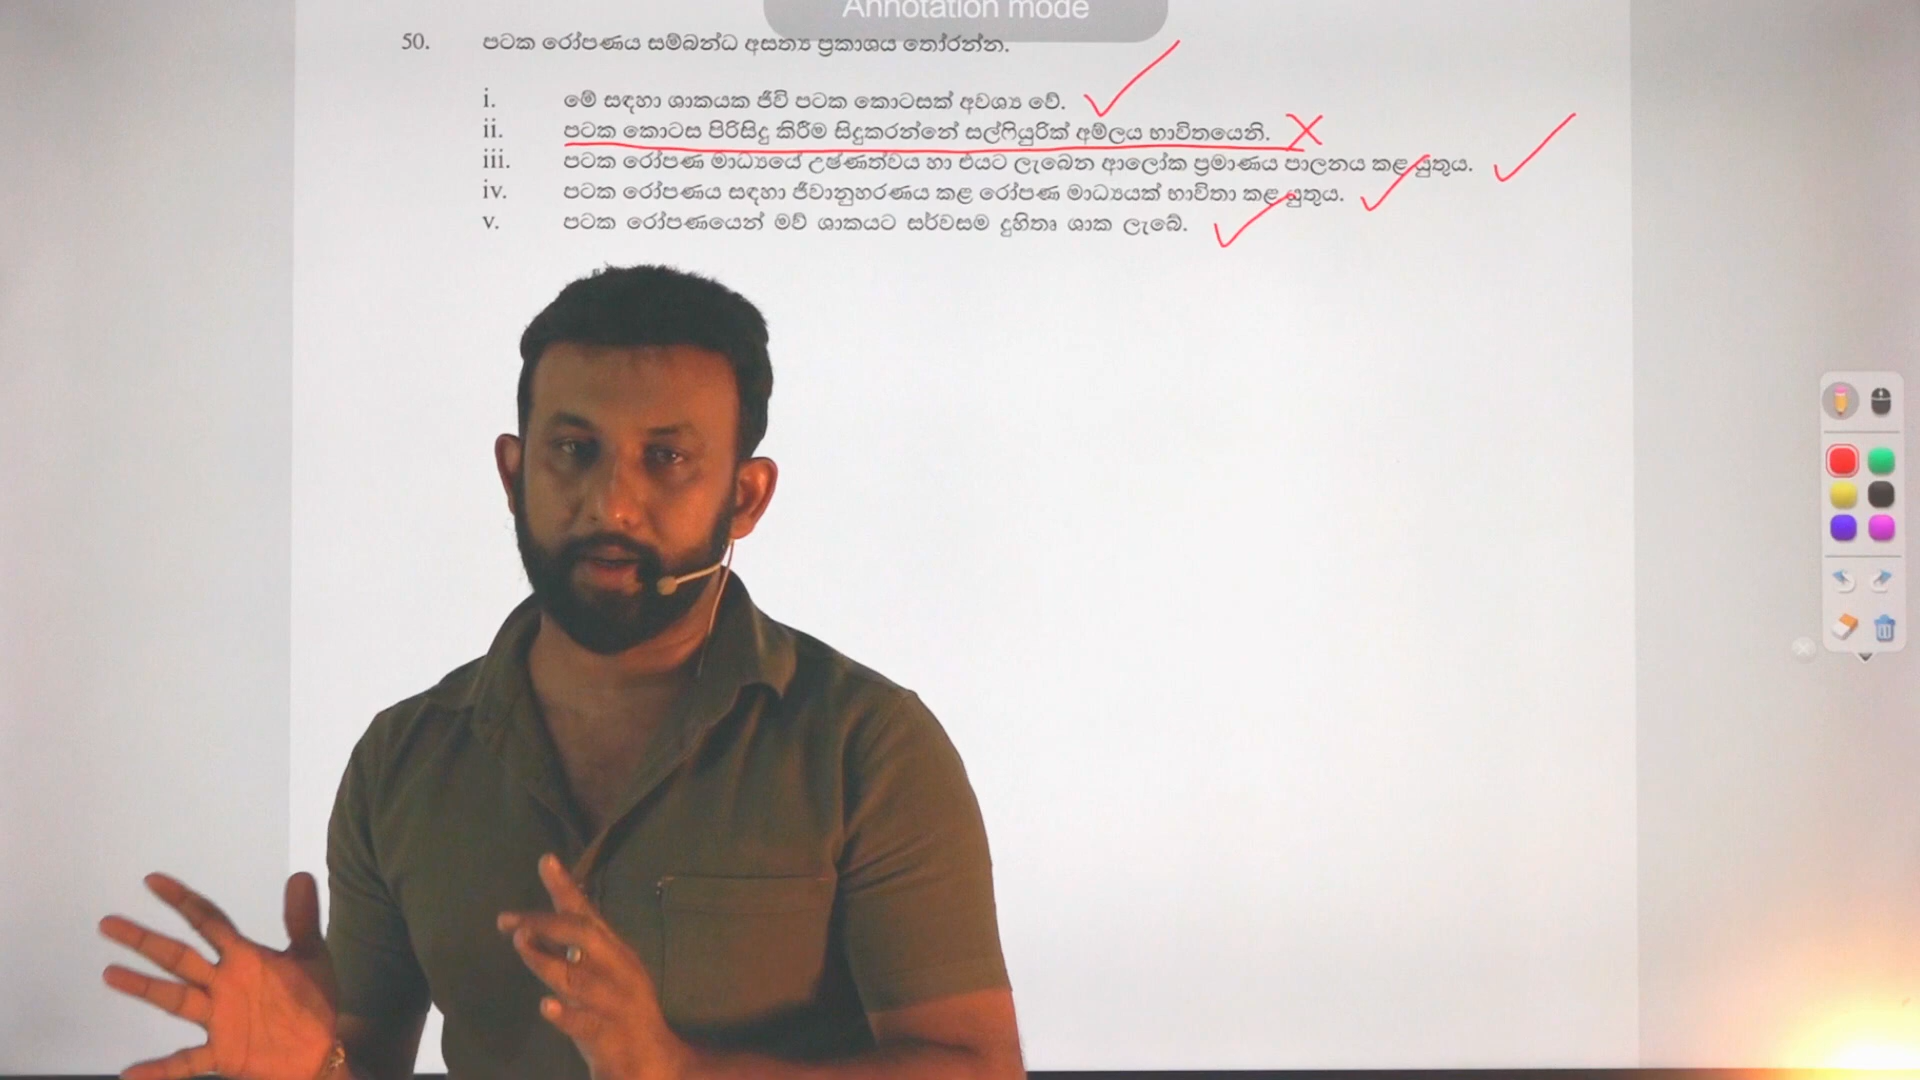 Annotation mode
50. පටක රෝපණය සම්බන්ධ අසත්‍ය ප්‍රකාශය තෝරන්න.
i. මේ සඳහා ශාකයක ජීවි පටක කොටසක් අවශ්‍ය වේ.
ii. පටක කොටස පිරිසිදු කිරීම සිදුකරන්නේ සල්ෆියුරික් අම්ලය භාවිතයෙනි.
iii. පටක රෝපණ මාධ්‍යයේ උෂ්ණත්වය හා එයට ලැබෙන ආලෝක ප්‍රමාණය පාලනය කළ යුතුය.
iv. පටක රෝපණය සඳහා ජීවානුහරණය කළ රෝපණ මාධ්‍යයක් භාවිතා කළ යුතුය.
v. පටක රෝපණයෙන් මව් ශාකයට සර්වසම දුහිතෘ ශාක ලැබේ.